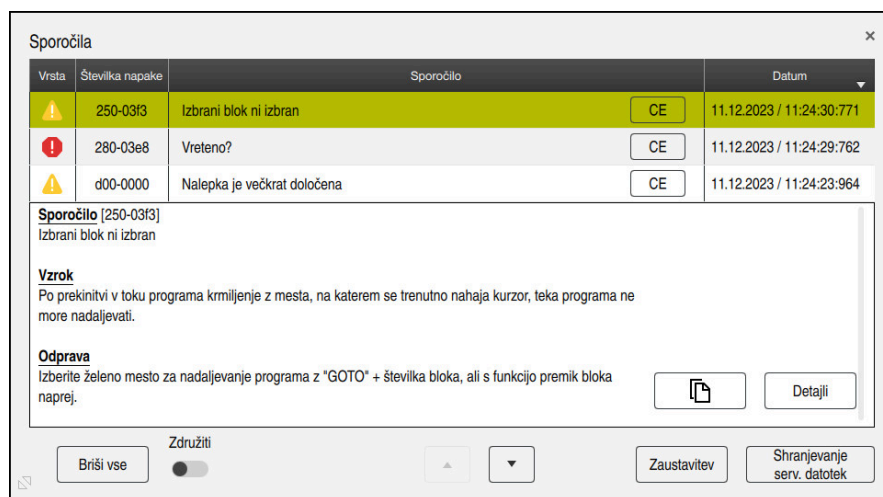 Sporočila
Vrsta Številka napake Sporočilo Datum
250-03f3 Izbrani blok ni izbran CE 11.12.2023 / 11:24:30:771
280-03e8 Vreteno? CE 11.12.2023 / 11:24:29:762
d00-0000 Nalepka je večkrat določena CE 11.12.2023 / 11:24:23:964
Sporočilo [250-03f3]
Izbrani blok ni izbran
Vzrok
Po prekinitvi v toku programa krmiljenje z mesta, na katerem se trenutno nahaja kurzor, teka programa ne
more nadaljevati.
Odprava
Izberite želeno mesto za nadaljevanje programa z "GOTO" + številka bloka, ali s funkcijo premik bloka
naprej.
Detajli
Briši vse
Združiti
Zaustavitev
Shranjevanje
serv. datotek